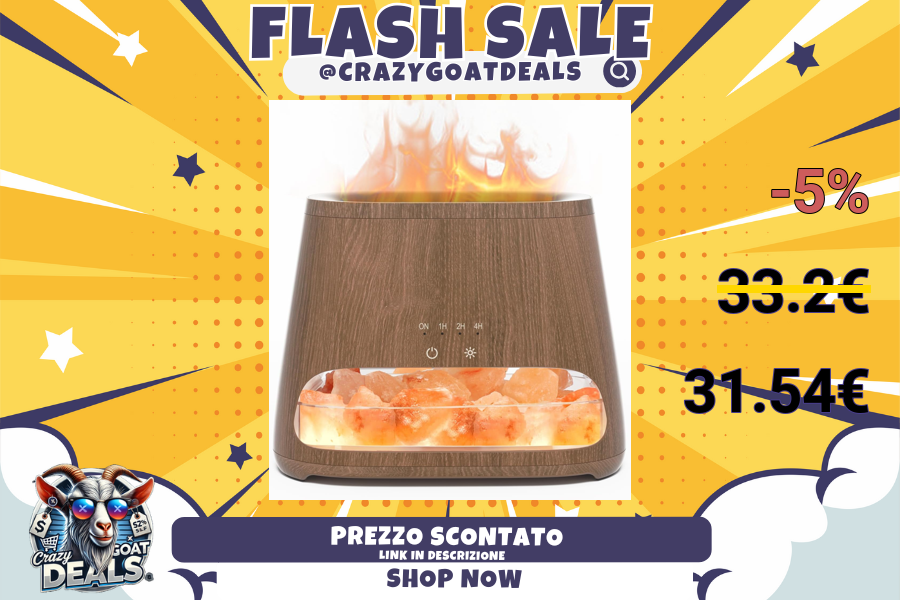 FLASH SALE
@CRAZYGOATDEALS
-5%
33.2€
31.54€
ON 1H 2H 4H
PREZZO SCONTATO
LINK IN DESCRIZIONE
SHOP NOW
$
52%
Crazy
GOAT
DEALS